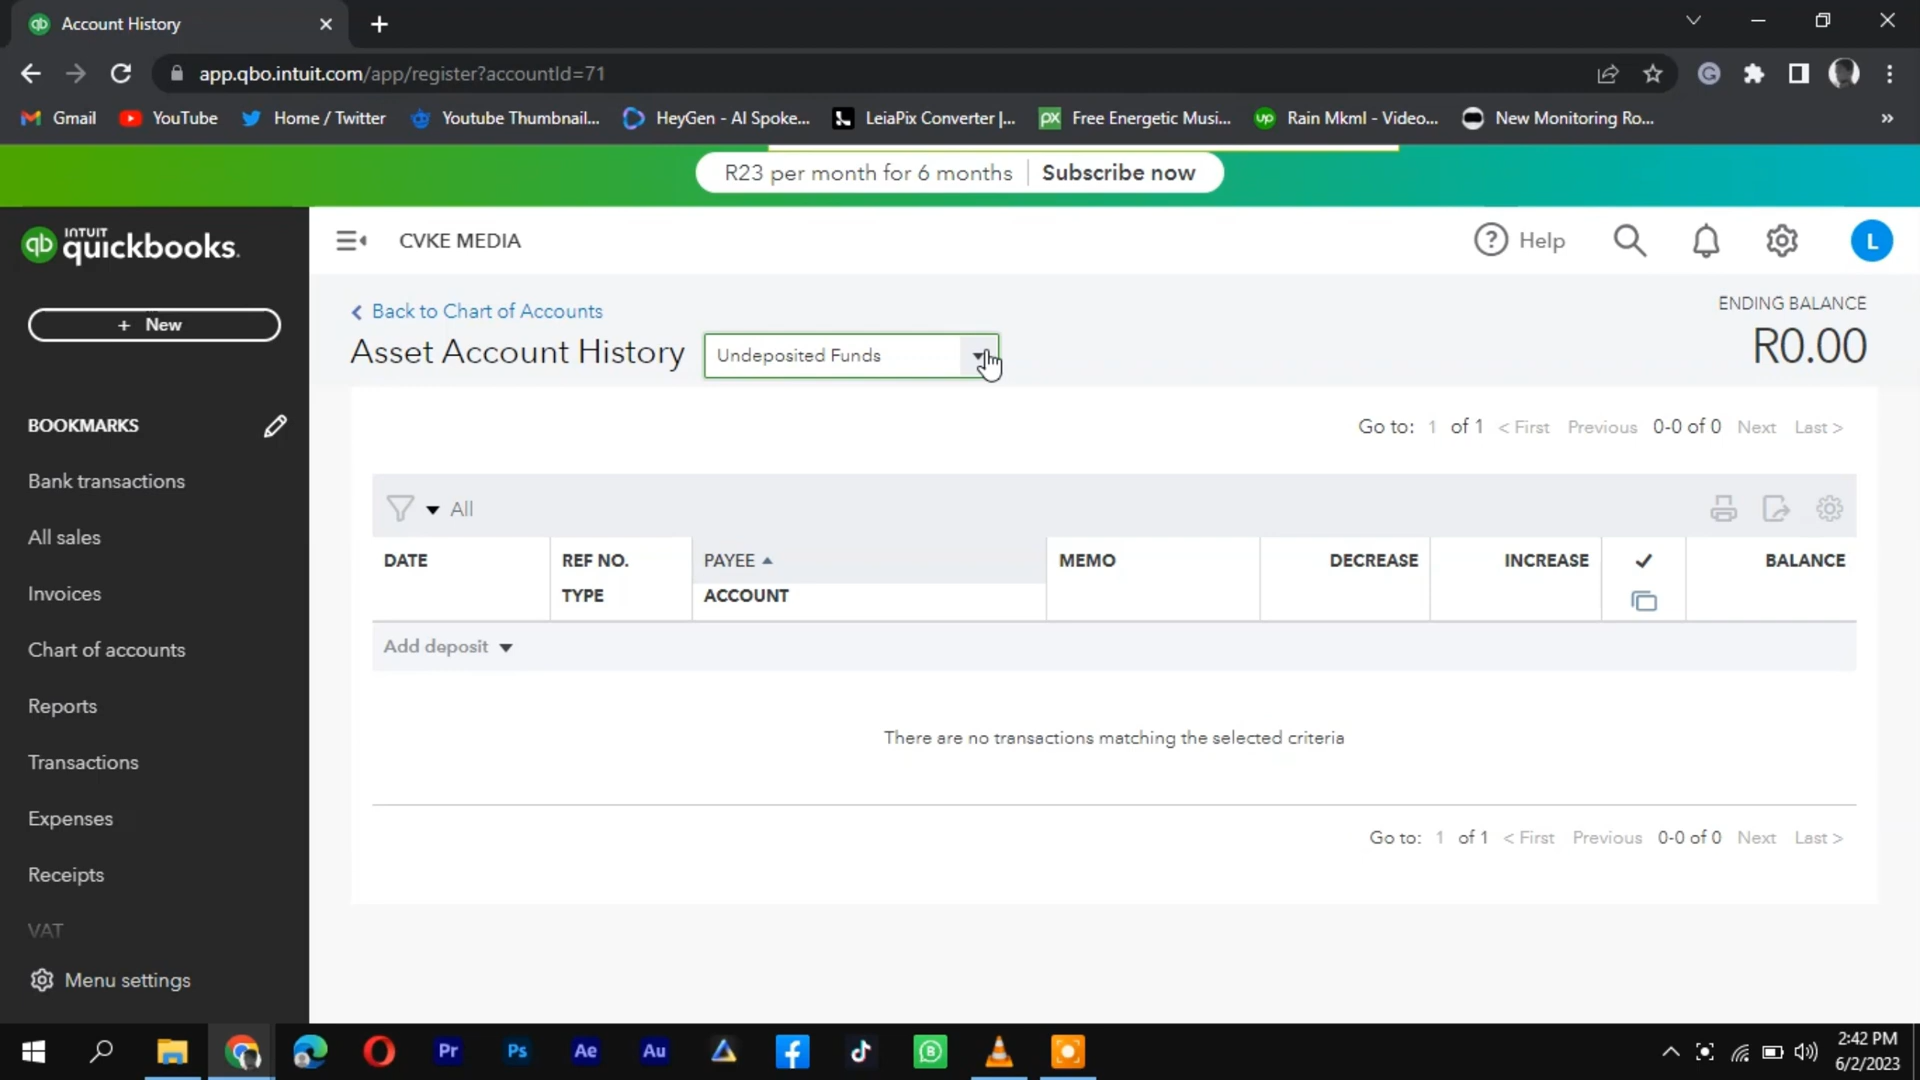 Account History
app.qbo.intuit.com/app/register?accountId=71
Gmail YouTube Home / Twitter Youtube Thumbnail... HeyGen - AI Spoke... LeiaPix Converter |... Free Energetic Musi... Rain Mkml - Video... New Monitoring Ro... »
R23 per month for 6 months Subscribe now
INTUIT
quickbooks.
CVKE MEDIA
Help
L
+ New
Back to Chart of Accounts
ENDING BALANCE
Asset Account History Undeposited Funds
R0.00
BOOKMARKS
Bank transactions
All sales
Invoices
Chart of accounts
Reports
Transactions
Expenses
Receipts
VAT
Menu settings
Go to: 1 of 1 < First Previous 0-0 of 0 Next Last >
All
DATE REF NO. PAYEE MEMO DECREASE INCREASE ✓ BALANCE
TYPE ACCOUNT
Add deposit
There are no transactions matching the selected criteria
Go to: 1 of 1 < First Previous 0-0 of 0 Next Last >
Pr Ps Ae Au
2:42 PM
6/2/2023